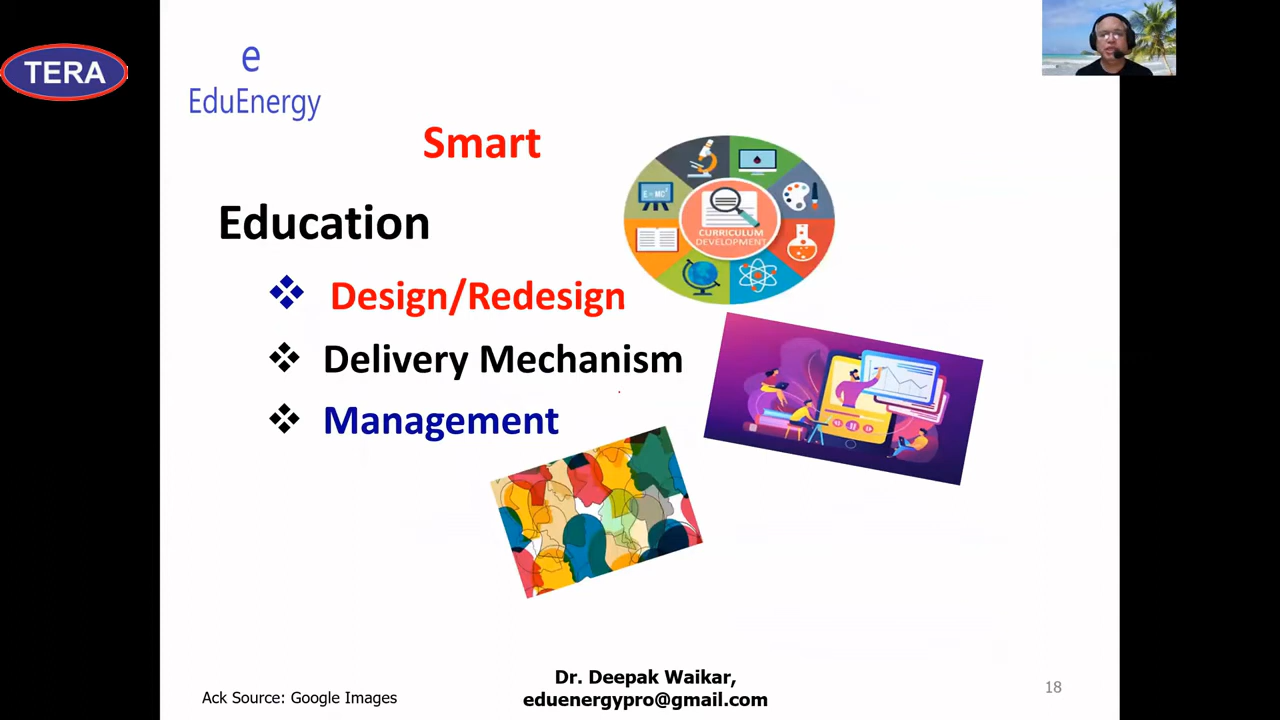 TERA
e
EduEnergy
Smart
Education
Design/Redesign
Delivery Mechanism
Management
E = MC²
CURRICULUM
DEVELOPMENT
Dr. Deepak Waikar,
eduenergypro@gmail.com
Ack Source: Google Images
18